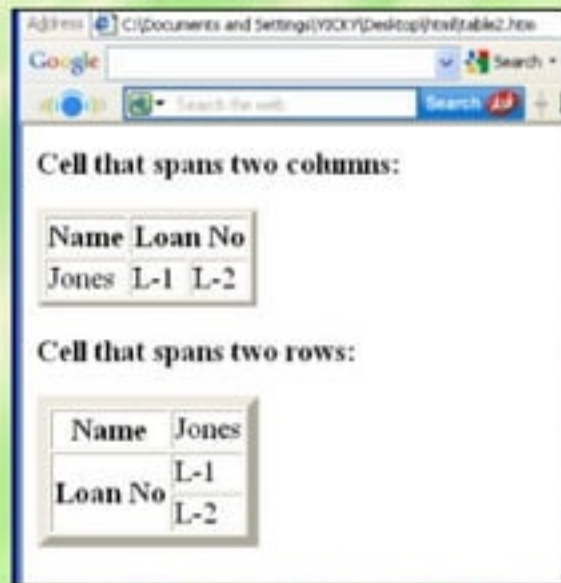 Address C:\Documents and Settings\VICKY\Desktop\html\table2.htm
Google Search
Search the web Search
Cell that spans two columns:
Name Loan No
Jones L-1 L-2
Cell that spans two rows:
Name Jones
Loan No L-1
L-2